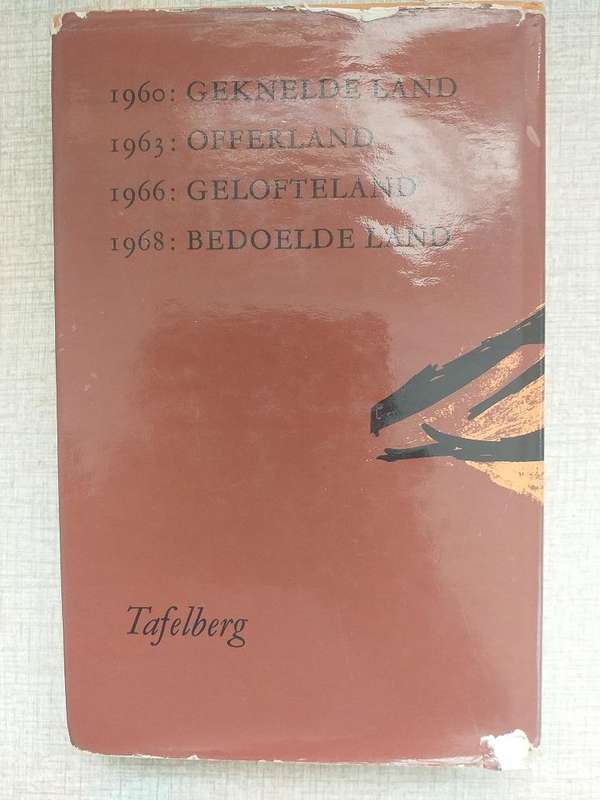 1960: GEKNELDE LAND
1963: OFFERLAND
1966: GELOFTELAND
1968: BEDOELDE LAND
Tafelberg